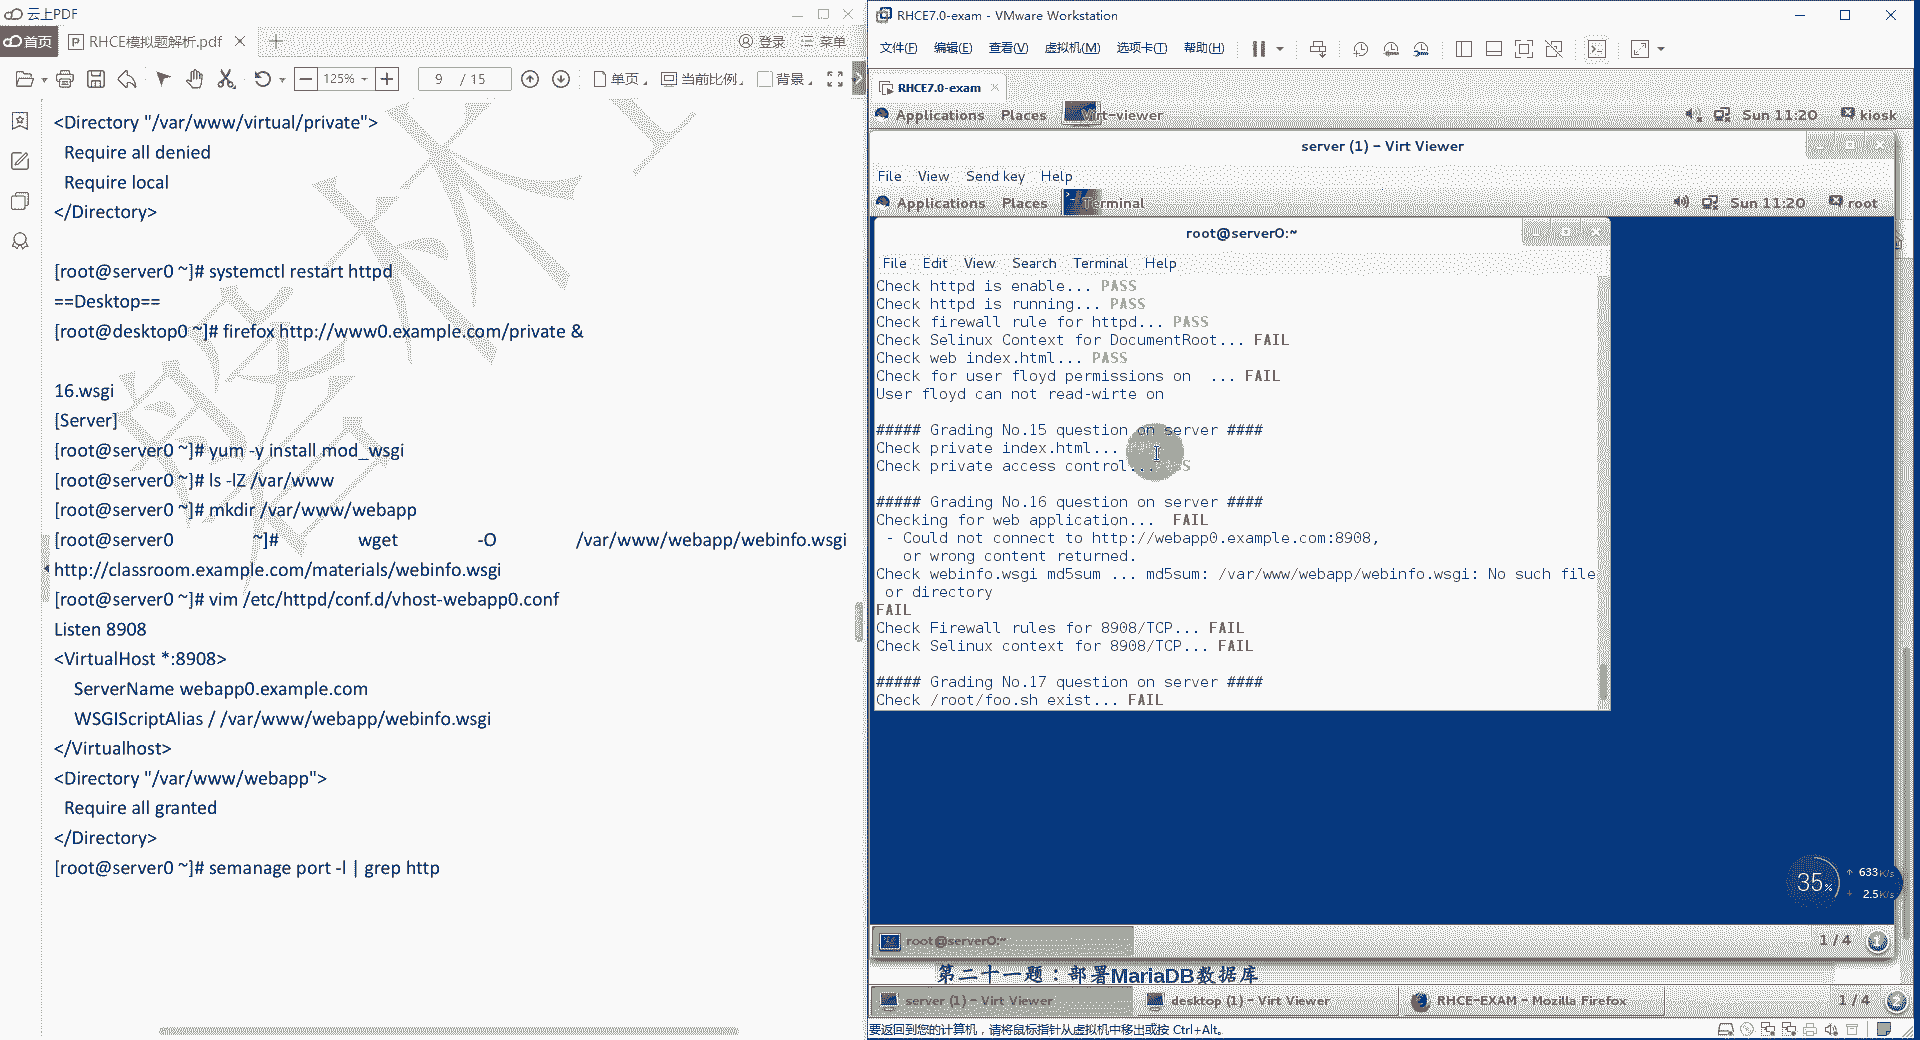 云上PDF
首页
RHCE模拟题解析.pdf
登录
菜单
125%
9 / 15
单页
当前比例
背景
<Directory "/var/www/virtual/private">
Require all denied
Require local
</Directory>
[root@server0 ~]# systemctl restart httpd
==Desktop==
[root@desktop0 ~]# firefox http://www0.example.com/private &
16.wsgi
[Server]
[root@server0 ~]# yum -y install mod_wsgi
[root@server0 ~]# ls -lZ /var/www
[root@server0 ~]# mkdir /var/www/webapp
[root@server0 ~]# wget -O /var/www/webapp/webinfo.wsgi
http://classroom.example.com/materials/webinfo.wsgi
[root@server0 ~]# vim /etc/httpd/conf.d/vhost-webapp0.conf
Listen 8908
<VirtualHost *:8908>
ServerName webapp0.example.com
WSGIScriptAlias / /var/www/webapp/webinfo.wsgi
</Virtualhost>
<Directory "/var/www/webapp">
Require all granted
</Directory>
[root@server0 ~]# semanage port -l | grep http
RHCE7.0-exam - VMware Workstation
文件(F) 编辑(E) 查看(V) 虚拟机(M) 选项卡(T) 帮助(H)
RHCE7.0-exam
Applications Places Virt-viewer Sun 11:20 kiosk
server (1) - Virt Viewer
File View Send key Help
Applications Places Terminal Sun 11:20 root
root@server0:~
File Edit View Search Terminal Help
Check httpd is enable... PASS
Check httpd is running... PASS
Check firewall rule for httpd... PASS
Check Selinux Context for DocumentRoot... FAIL
Check web index.html... PASS
Check for user floyd permissions on ... FAIL
User floyd can not read-wirte on
##### Grading No.15 question on server ####
Check private index.html...
Check private access control...
##### Grading No.16 question on server ####
Checking for web application... FAIL
- Could not connect to http://webapp0.example.com:8908,
or wrong content returned.
Check webinfo.wsgi md5sum ... md5sum: /var/www/webapp/webinfo.wsgi: No such file
or directory
FAIL
Check Firewall rules for 8908/TCP... FAIL
Check Selinux context for 8908/TCP... FAIL
##### Grading No.17 question on server ####
Check /root/foo.sh exist... FAIL
35%
633K/s
2.5K/s
root@server0:~
1 / 4
第二十一题：部署MariaDB数据库
server (1) - Virt Viewer
desktop (1) - Virt Viewer
RHCE-EXAM - Mozilla Firefox
1 / 4
要返回到您的计算机，请将鼠标指针从虚拟机中移出或按 Ctrl+Alt。